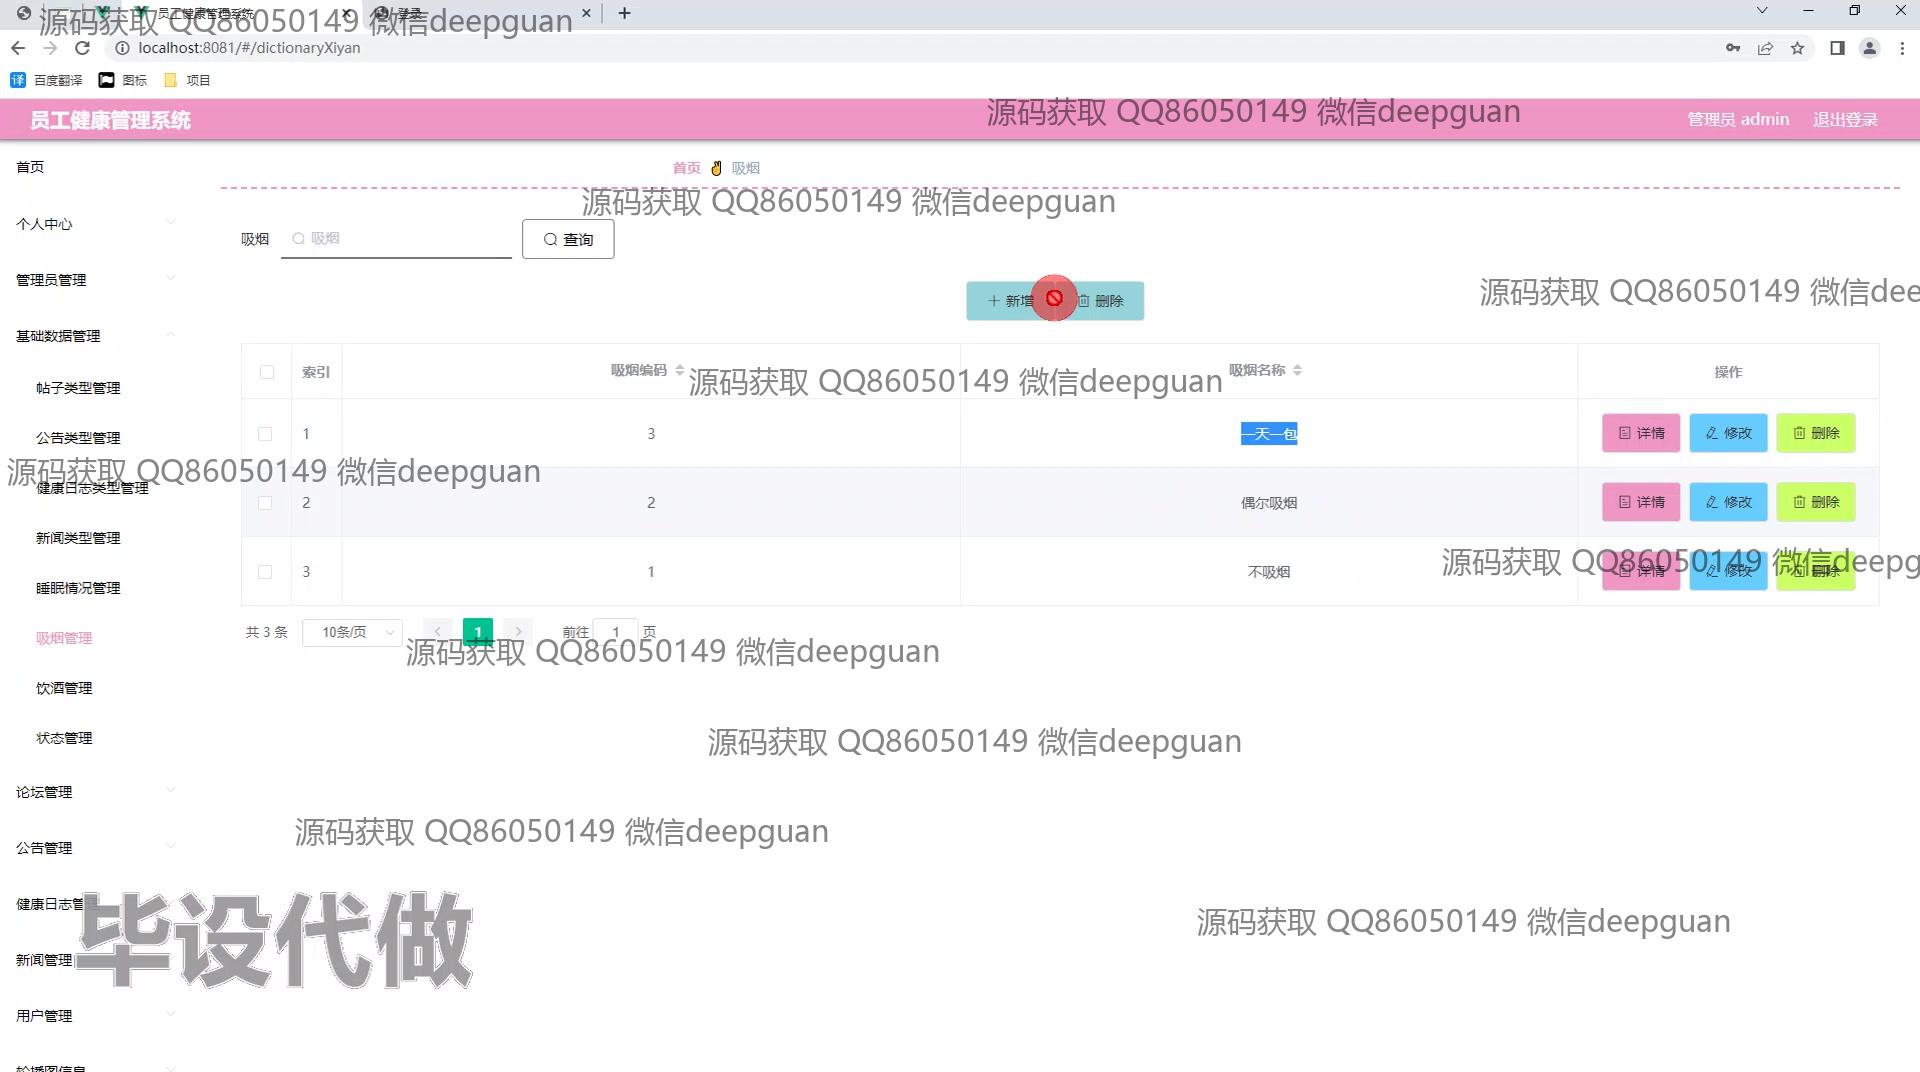 员工健康管理系统
登录
源码获取 QQ86050149 微信deepguan
localhost:8081/#/dictionaryXiyan
百度翻译 图标 项目
员工健康管理系统
源码获取 QQ86050149 微信deepguan
管理员 admin 退出登录
首页
个人中心
管理员管理
基础数据管理
帖子类型管理
公告类型管理
健康日志类型管理
新闻类型管理
睡眠情况管理
吸烟管理
饮酒管理
状态管理
论坛管理
公告管理
健康日志管
新闻管理
用户管理
轮播图信息
首页 吸烟
源码获取 QQ86050149 微信deepguan
吸烟 吸烟 查询
新增 删除
源码获取 QQ86050149 微信dee
索引 吸烟编码 吸烟名称 操作
源码获取 QQ86050149 微信deepguan
1 3 一天一包 详情 修改 删除
源码获取 QQ86050149 微信deepguan
2 2 偶尔吸烟 详情 修改 删除
3 1 不吸烟 详情 修改 删除
源码获取 QQ86050149 微信deepg
共 3 条 10条/页 1 前往 1 页
源码获取 QQ86050149 微信deepguan
源码获取 QQ86050149 微信deepguan
源码获取 QQ86050149 微信deepguan
源码获取 QQ86050149 微信deepguan
毕设代做